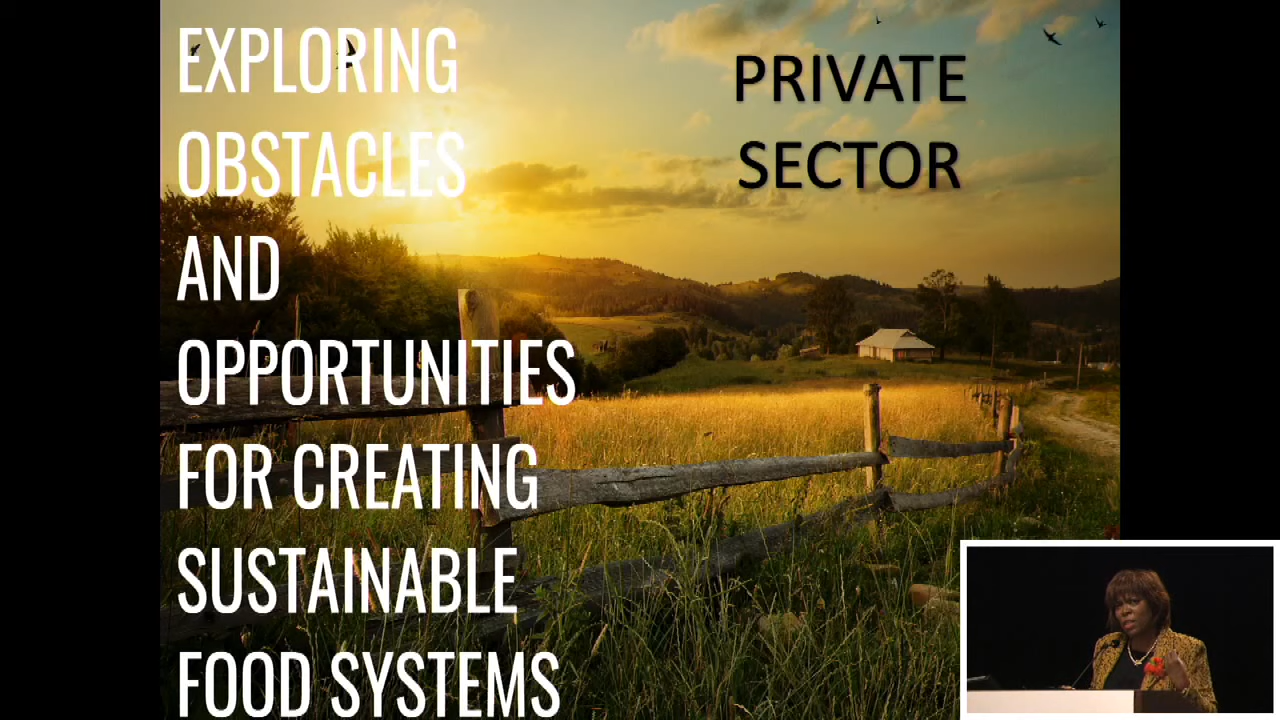 EXPLORING
OBSTACLES
AND
OPPORTUNITIES
FOR CREATING
SUSTAINABLE
FOOD SYSTEMS
PRIVATE
SECTOR